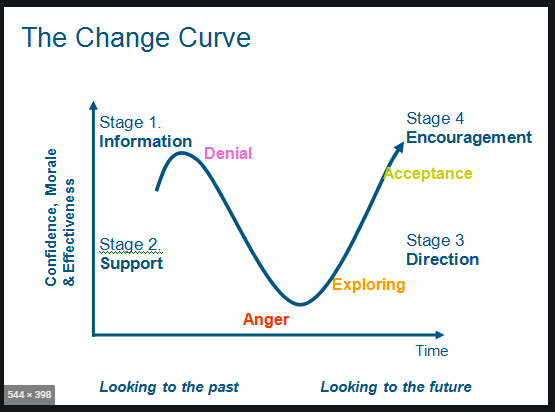 The Change Curve
Stage 1.
Information
Denial
Stage 4
Encouragement
Acceptance
Confidence, Morale
& Effectiveness
Stage 2.
Support
Stage 3
Direction
Exploring
Anger
Time
Looking to the past
Looking to the future
544 × 398